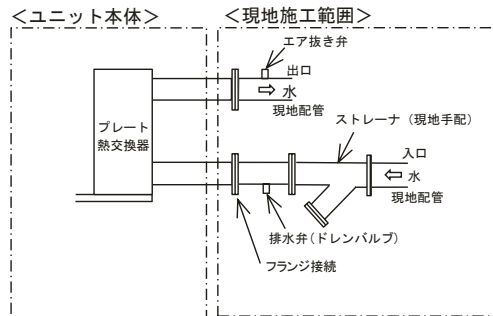 ＜ユニット本体＞
＜現地施工範囲＞
エア抜き弁
出口
水
現地配管
プレート
熱交換器
ストレーナ（現地手配）
入口
水
現地配管
排水弁（ドレンバルブ）
フランジ接続